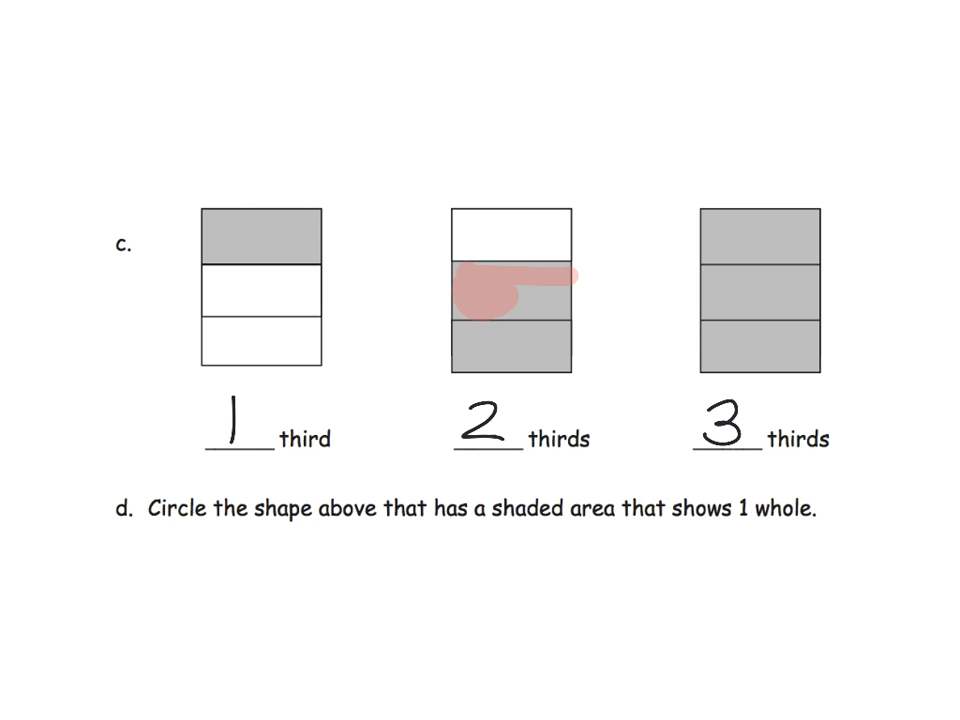 c.
1 third 2 thirds 3 thirds
d. Circle the shape above that has a shaded area that shows 1 whole.